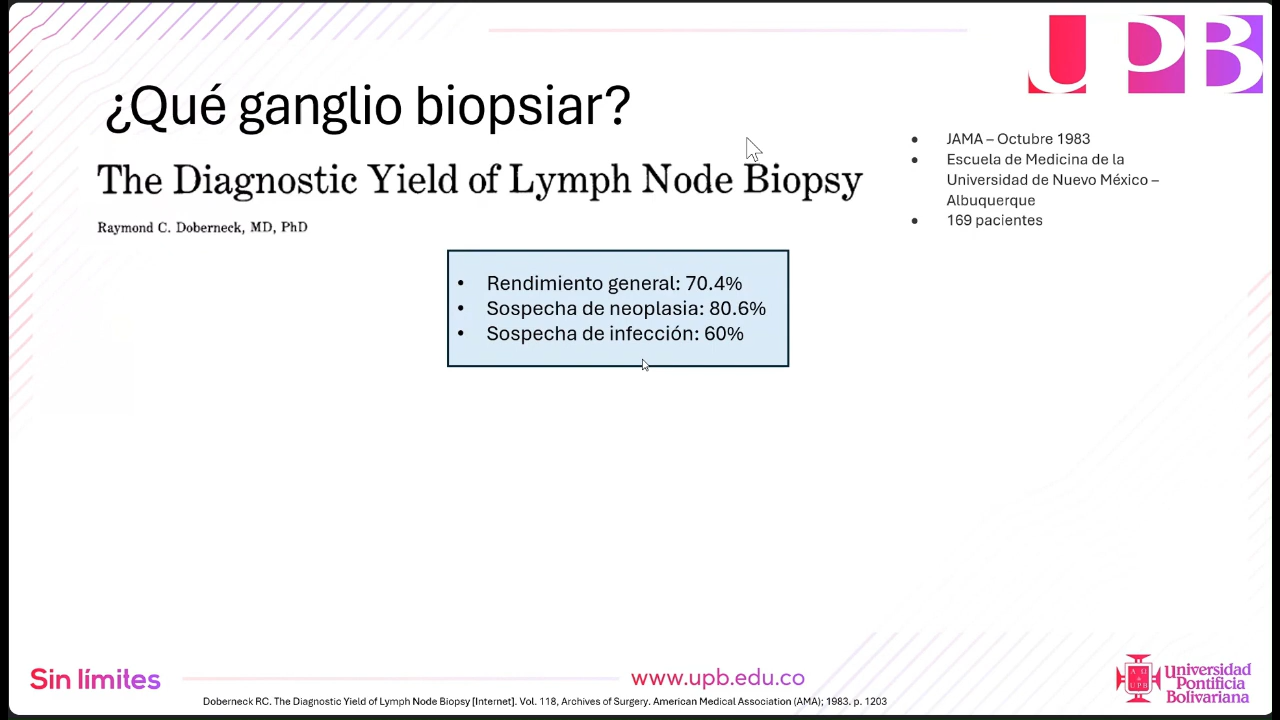 UPB
¿Qué ganglio biopsiar?
The Diagnostic Yield of Lymph Node Biopsy
Raymond C. Doberneck, MD, PhD
• JAMA – Octubre 1983
• Escuela de Medicina de la
Universidad de Nuevo México –
Albuquerque
• 169 pacientes
• Rendimiento general: 70.4%
• Sospecha de neoplasia: 80.6%
• Sospecha de infección: 60%
Sin límites
www.upb.edu.co
Universidad
Pontificia
Bolivariana
Doberneck RC. The Diagnostic Yield of Lymph Node Biopsy [Internet] Vol. 118, Archives of Surgery. American Medical Association (AMA); 1983. p. 1203